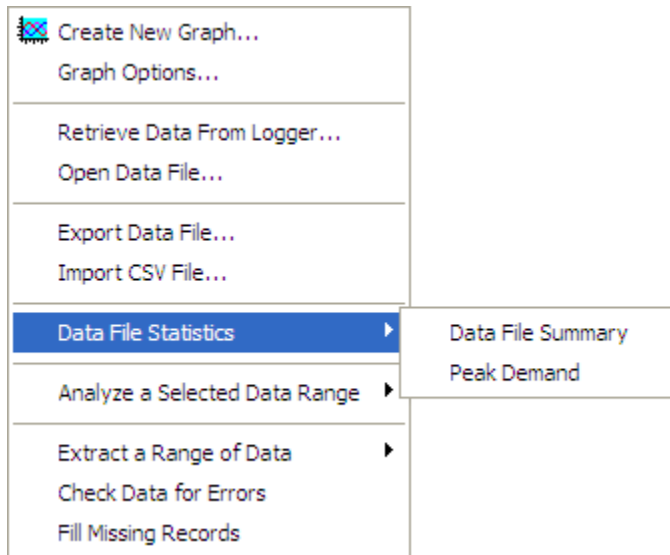 Create New Graph...
Graph Options...
Retrieve Data From Logger...
Open Data File...
Export Data File...
Import CSV File...
Data File Statistics
Data File Summary
Peak Demand
Analyze a Selected Data Range
Extract a Range of Data
Check Data for Errors
Fill Missing Records